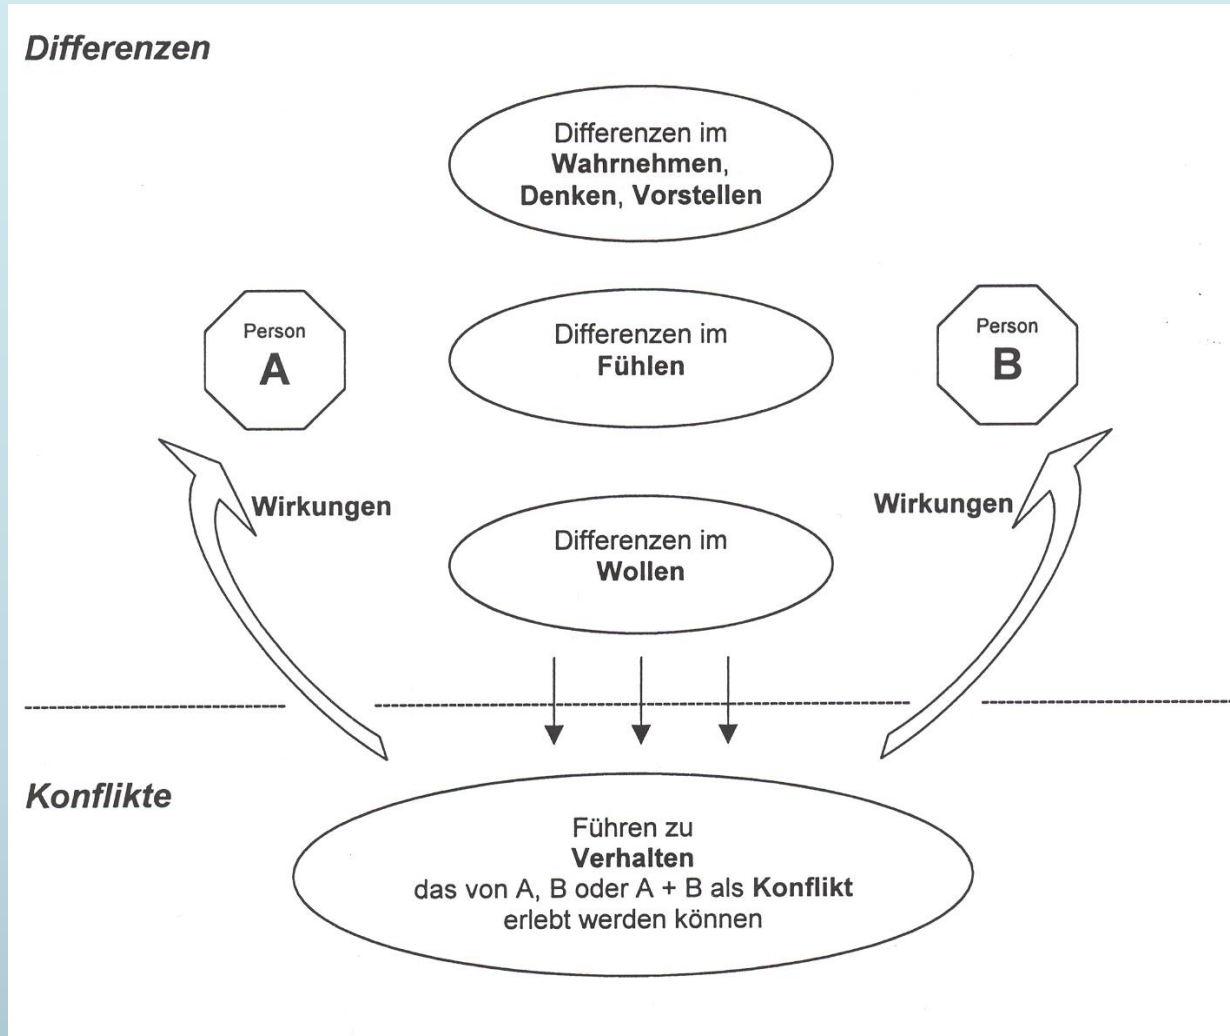 Differenzen
Differenzen im
Wahrnehmen,
Denken, Vorstellen
Person
A
Differenzen im
Fühlen
Person
B
Wirkungen
Wirkungen
Differenzen im
Wollen
Konflikte
Führen zu
Verhalten
das von A, B oder A + B als Konflikt
erlebt werden können